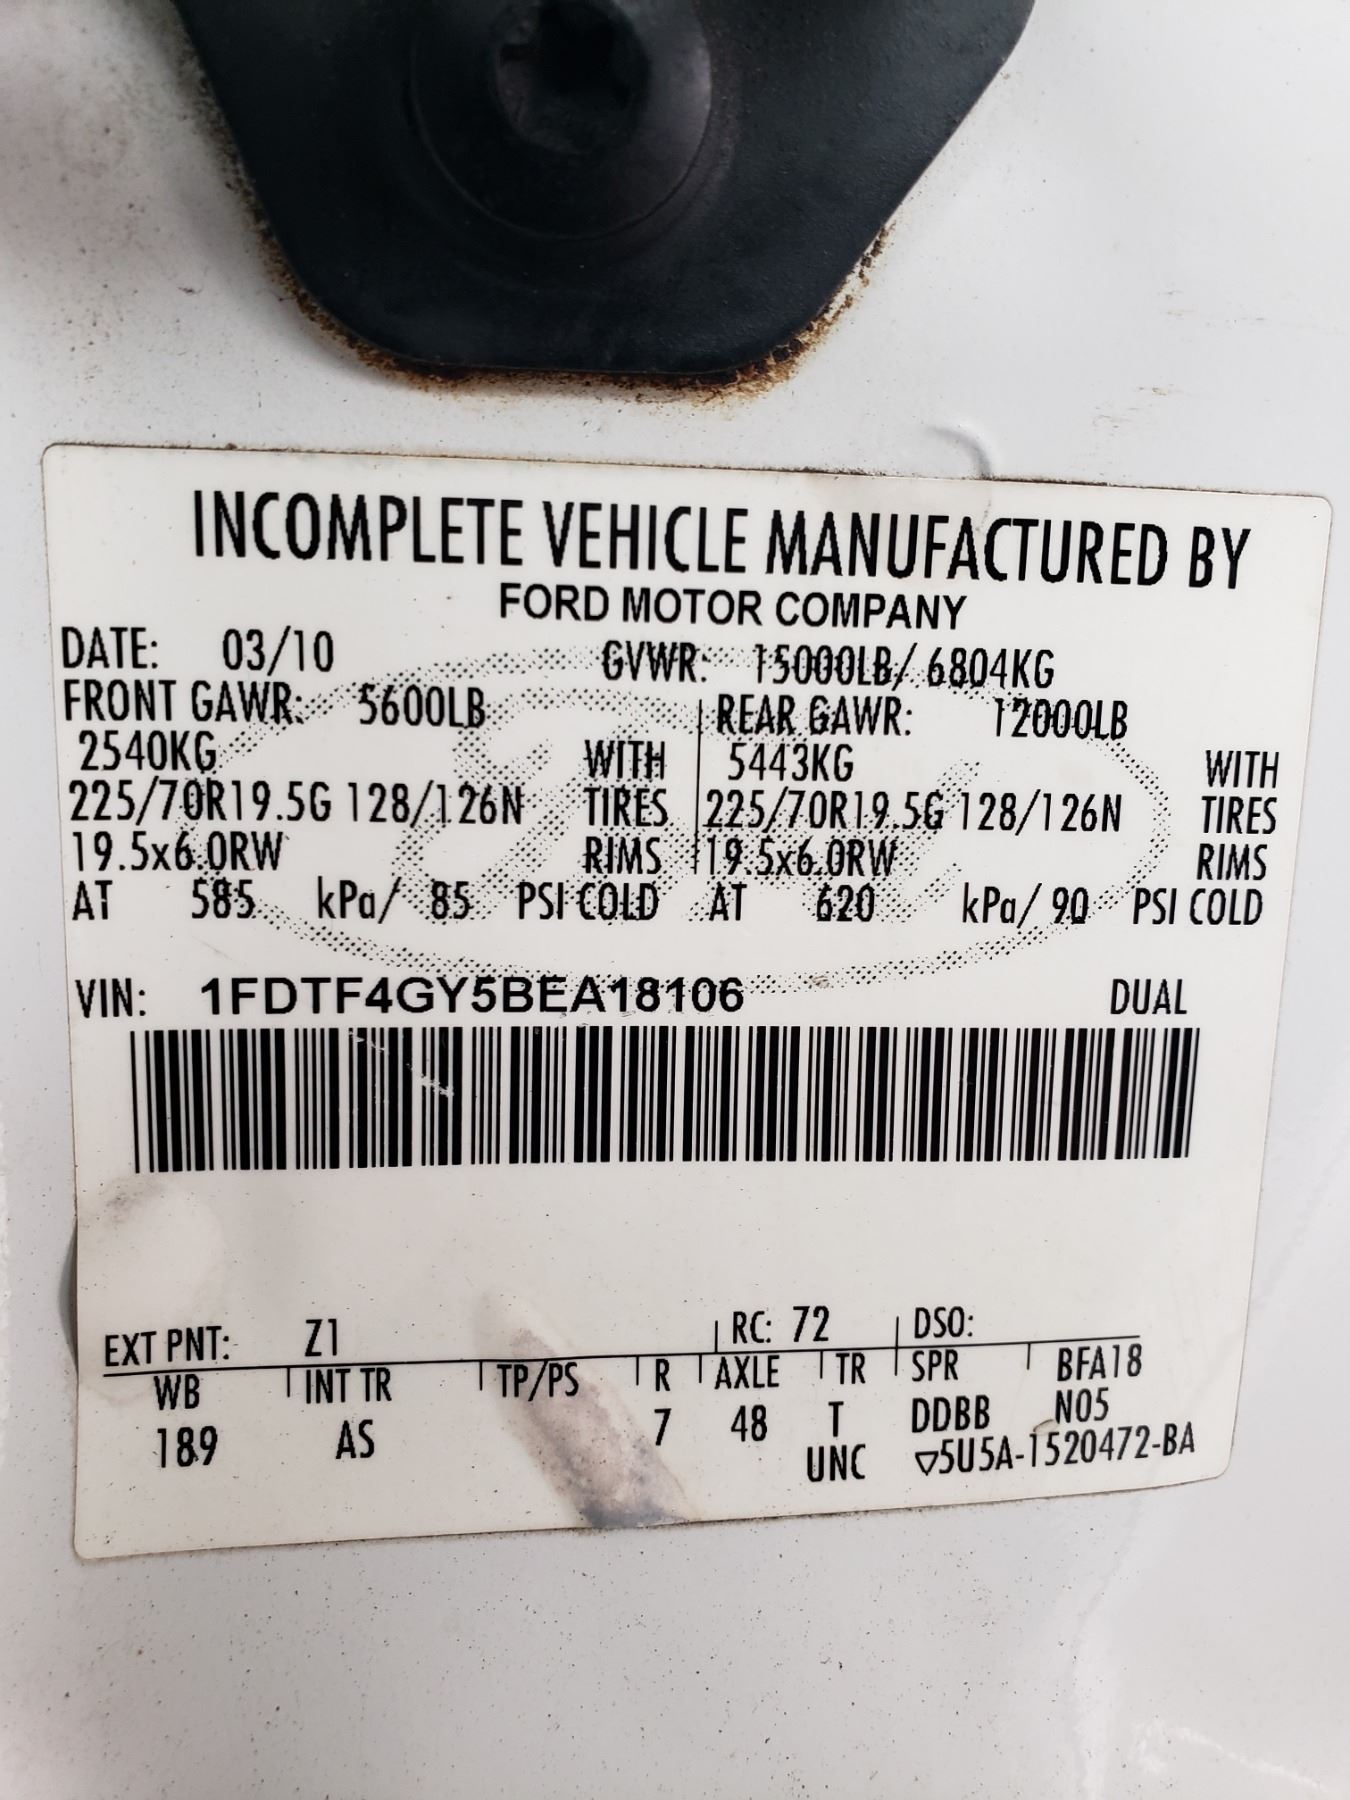 INCOMPLETE VEHICLE MANUFACTURED BY
FORD MOTOR COMPANY
DATE: 03/10 GVWR: 15000LB/ 6804KG
FRONT GAWR: 5600LB REAR GAWR: 12000LB
2540KG WITH 5443KG WITH
225/70R19.5G 128/126N TIRES 225/70R19.5G 128/126N TIRES
19.5x6.0RW RIMS 19.5x6.0RW RIMS
AT 585 kPa/ 85 PSI COLD AT 620 kPa/ 90 PSI COLD
VIN: 1FDTF4GY5BEA18106 DUAL
EXT PNT: Z1 RC: 72 DSO:
WB INT TR TP/PS R AXLE TR SPR BFA18
189 AS 7 48 T DDBB N05
UNC ▽5U5A-1520472-BA